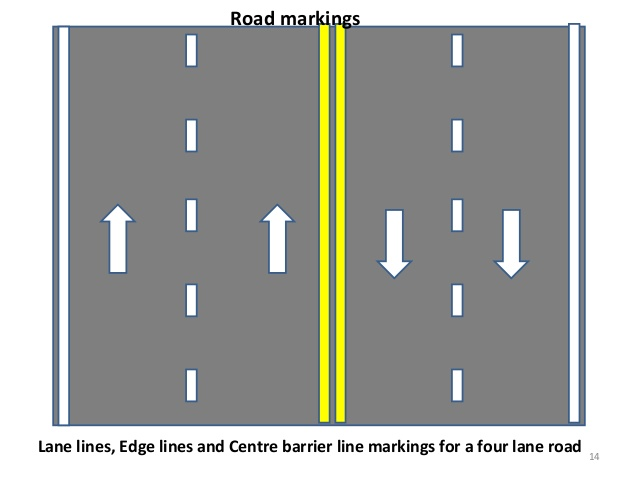 Road markings
Lane lines, Edge lines and Centre barrier line markings for a four lane road
14